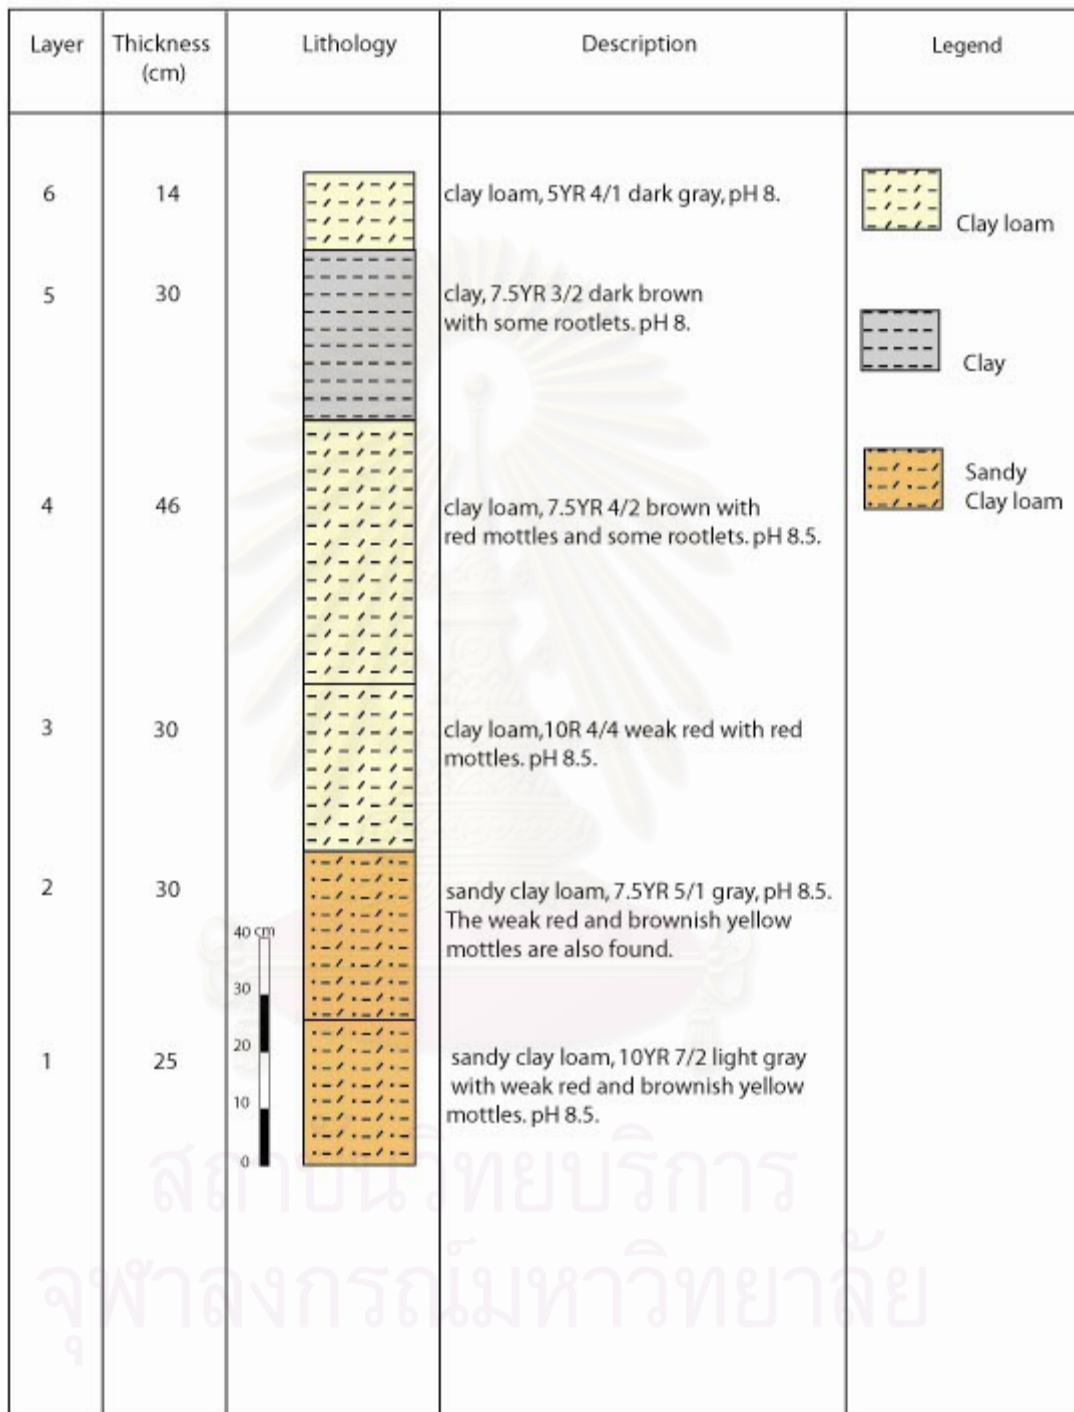 Layer
Thickness
(cm)
Lithology
Description
Legend
6
14
clay loam, 5YR 4/1 dark gray, pH 8.
5
30
clay, 7.5YR 3/2 dark brown
with some rootlets. pH 8.
4
46
clay loam, 7.5YR 4/2 brown with
red mottles and some rootlets. pH 8.5.
3
30
clay loam,10R 4/4 weak red with red
mottles. pH 8.5.
2
30
sandy clay loam, 7.5YR 5/1 gray, pH 8.5.
The weak red and brownish yellow
mottles are also found.
1
25
sandy clay loam, 10YR 7/2 light gray
with weak red and brownish yellow
mottles. pH 8.5.
40 cm
30
20
10
0
Clay loam
Clay
Sandy
Clay loam
สถาบันวิทยบริการ
จุฬาลงกรณ์มหาวิทยาลัย